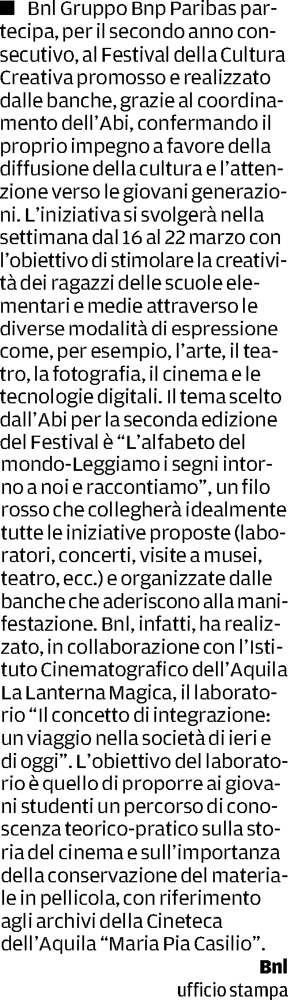 ■ Bnl Gruppo Bnp Paribas par-
tecipa, per il secondo anno con-
secutivo, al Festival della Cultura
Creativa promosso e realizzato
dalle banche, grazie al coordina-
mento dell'Abi, confermando il
proprio impegno a favore della
diffusione della cultura e l'atten-
zione verso le giovani generazio-
ni. L'iniziativa si svolgerà nella
settimana dal 16 al 22 marzo con
l'obiettivo di stimolare la creativi-
tà dei ragazzi delle scuole ele-
mentari e medie attraverso le
diverse modalità di espressione
come, per esempio, l'arte, il tea-
tro, la fotografia, il cinema e le
tecnologie digitali. Il tema scelto
dall'Abi per la seconda edizione
del Festival è “L'alfabeto del
mondo-Leggiamo i segni intor-
no a noi e raccontiamo”, un filo
rosso che collegherà idealmente
tutte le iniziative proposte (labo-
ratori, concerti, visite a musei,
teatro, ecc.) e organizzate dalle
banche che aderiscono alla mani-
festazione. Bnl, infatti, ha realiz-
zato, in collaborazione con l'Isti-
tuto Cinematografico dell'Aquila
La Lanterna Magica, il laborato-
rio “Il concetto di integrazione:
un viaggio nella società di ieri e
di oggi”. L'obiettivo del laborato-
rio è quello di proporre ai giova-
ni studenti un percorso di cono-
scenza teorico-pratico sulla sto-
ria del cinema e sull'importanza
della conservazione del materia-
le in pellicola, con riferimento
agli archivi della Cineteca
dell'Aquila “Maria Pia Casilio”.
Bnl
ufficio stampa